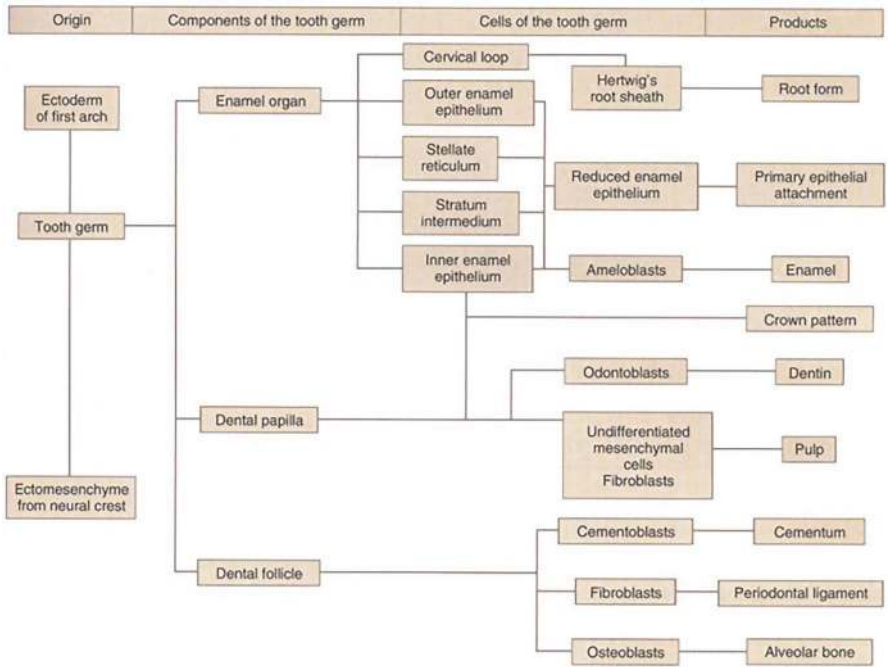 Origin
Components of the tooth germ
Cells of the tooth germ
Products
Cervical loop
Hertwig's
root sheath
Root form
Ectoderm
of first arch
Enamel organ
Outer enamel
epithelium
Stellate
reticulum
Reduced enamel
epithelium
Primary epithelial
attachment
Stratum
intermedium
Tooth germ
Inner enamel
epithelium
Ameloblasts
Enamel
Crown pattern
Odontoblasts
Dentin
Dental papilla
Undifferentiated
mesenchymal
cells
Fibroblasts
Pulp
Ectomesenchyme
from neural crest
Cementoblasts
Cementum
Dental follicle
Fibroblasts
Periodontal ligament
Osteoblasts
Alveolar bone